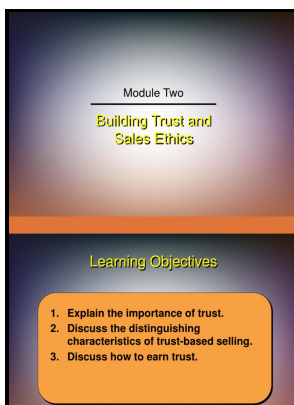 Module Two
Building Trust and
Sales Ethics
Learning Objectives
1. Explain the importance of trust.
2. Discuss the distinguishing
characteristics of trust-based selling.
3. Discuss how to earn trust.